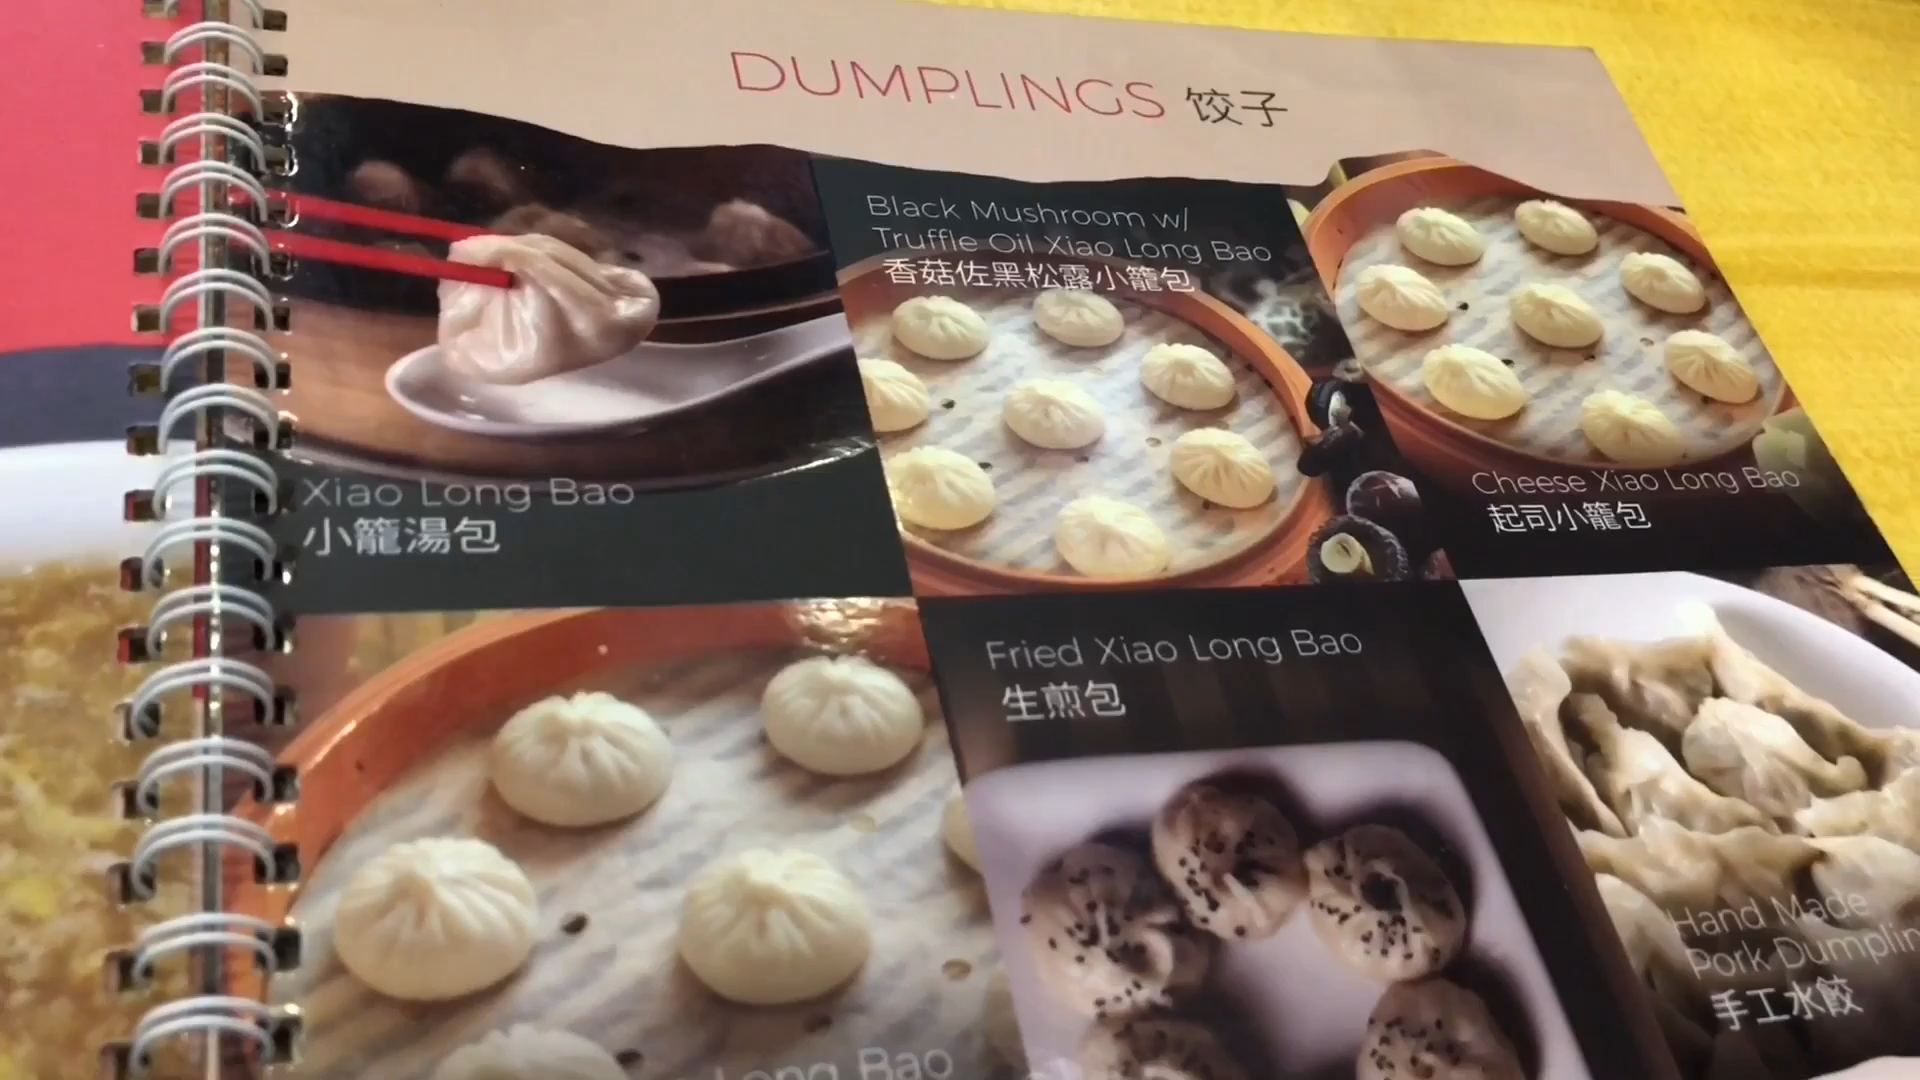 DUMPLINGS 饺子
Black Mushroom w/
Truffle Oil Xiao Long Bao
香菇佐黑松露小籠包
Xiao Long Bao
小籠湯包
Cheese Xiao Long Bao
起司小籠包
Fried Xiao Long Bao
生煎包
Hand Made
Pork Dumplin
手工水餃
Long Bao